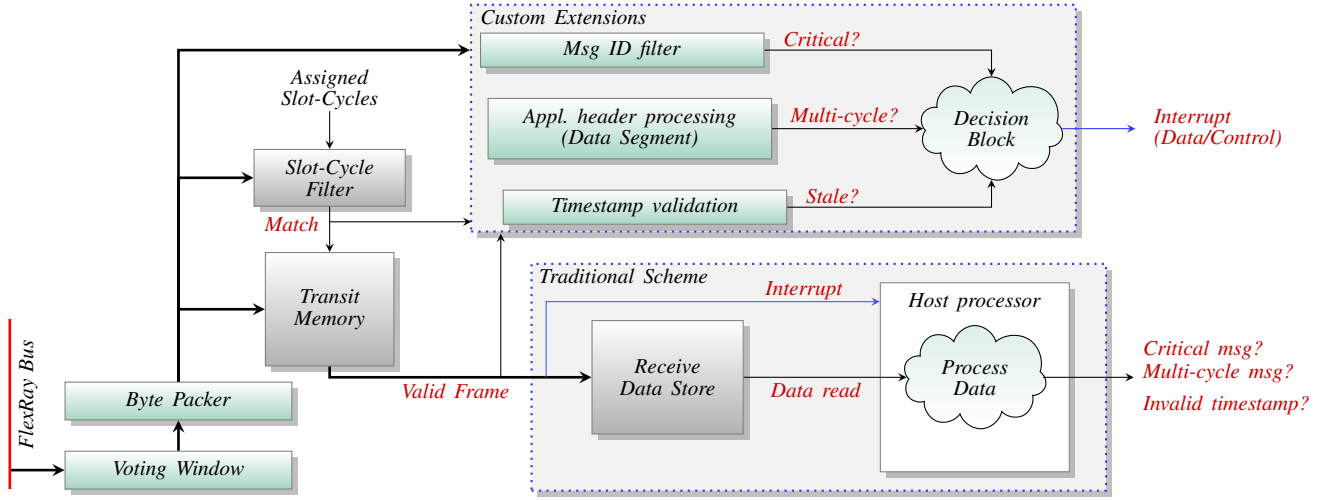 Custom Extensions
Msg ID filter
Critical?
Assigned
Slot-Cycles
Appl. header processing
(Data Segment)
Multi-cycle?
Decision
Block
Interrupt
(Data/Control)
Slot-Cycle
Filter
Timestamp validation
Stale?
Match
Transit
Memory
Traditional Scheme
Interrupt
Host processor
Receive
Data Store
Data read
Process
Data
Critical msg?
Multi-cycle msg?
Invalid timestamp?
Valid Frame
FlexRay Bus
Byte Packer
Voting Window